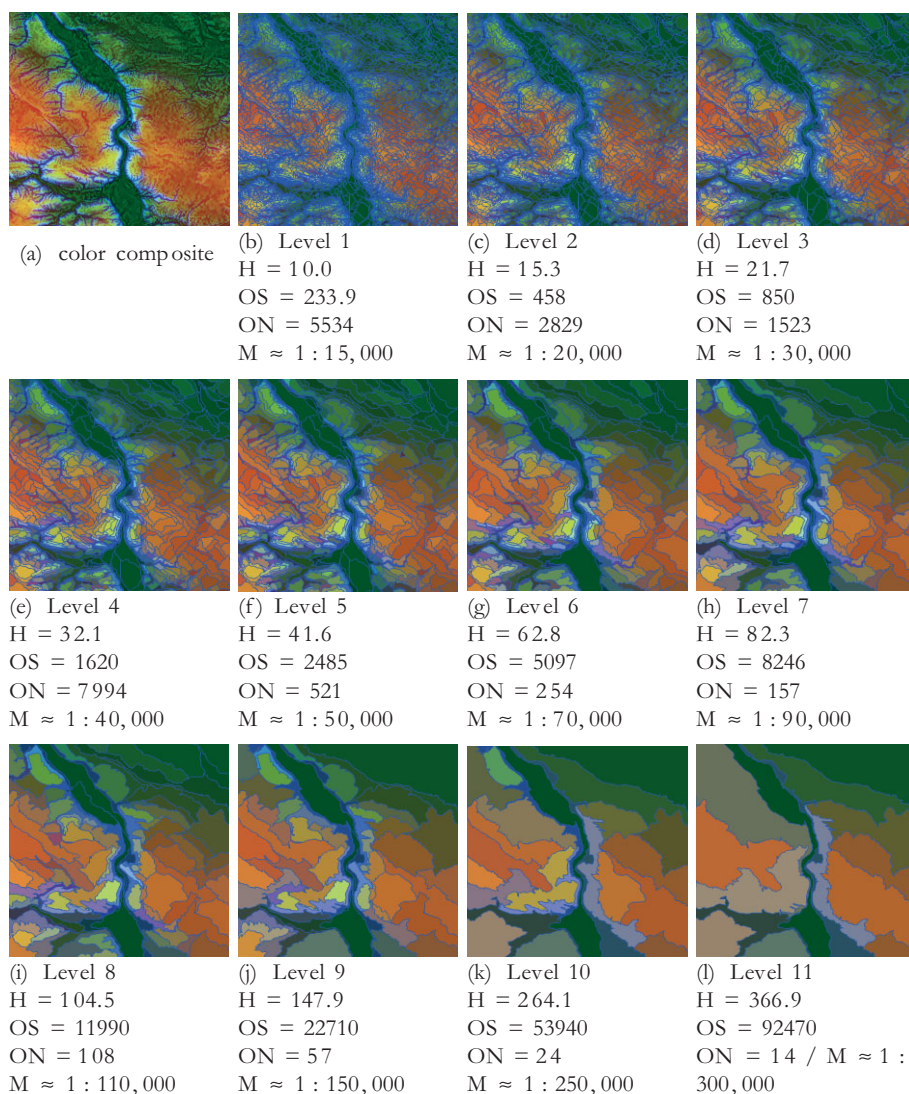 (a) color composite
(b) Level 1
H = 10.0
OS = 233.9
ON = 5534
M ≈ 1 : 15,000
(c) Level 2
H = 15.3
OS = 458
ON = 2829
M ≈ 1 : 20,000
(d) Level 3
H = 21.7
OS = 850
ON = 1523
M ≈ 1 : 30,000
(e) Level 4
H = 32.1
OS = 1620
ON = 7994
M ≈ 1 : 40,000
(f) Level 5
H = 41.6
OS = 2485
ON = 521
M ≈ 1 : 50,000
(g) Level 6
H = 62.8
OS = 5097
ON = 254
M ≈ 1 : 70,000
(h) Level 7
H = 82.3
OS = 8246
ON = 157
M ≈ 1 : 90,000
(i) Level 8
H = 104.5
OS = 11990
ON = 108
M ≈ 1 : 110,000
(j) Level 9
H = 147.9
OS = 22710
ON = 57
M ≈ 1 : 150,000
(k) Level 10
H = 264.1
OS = 53940
ON = 24
M ≈ 1 : 250,000
(l) Level 11
H = 366.9
OS = 92470
ON = 14 / M ≈ 1 :
300,000